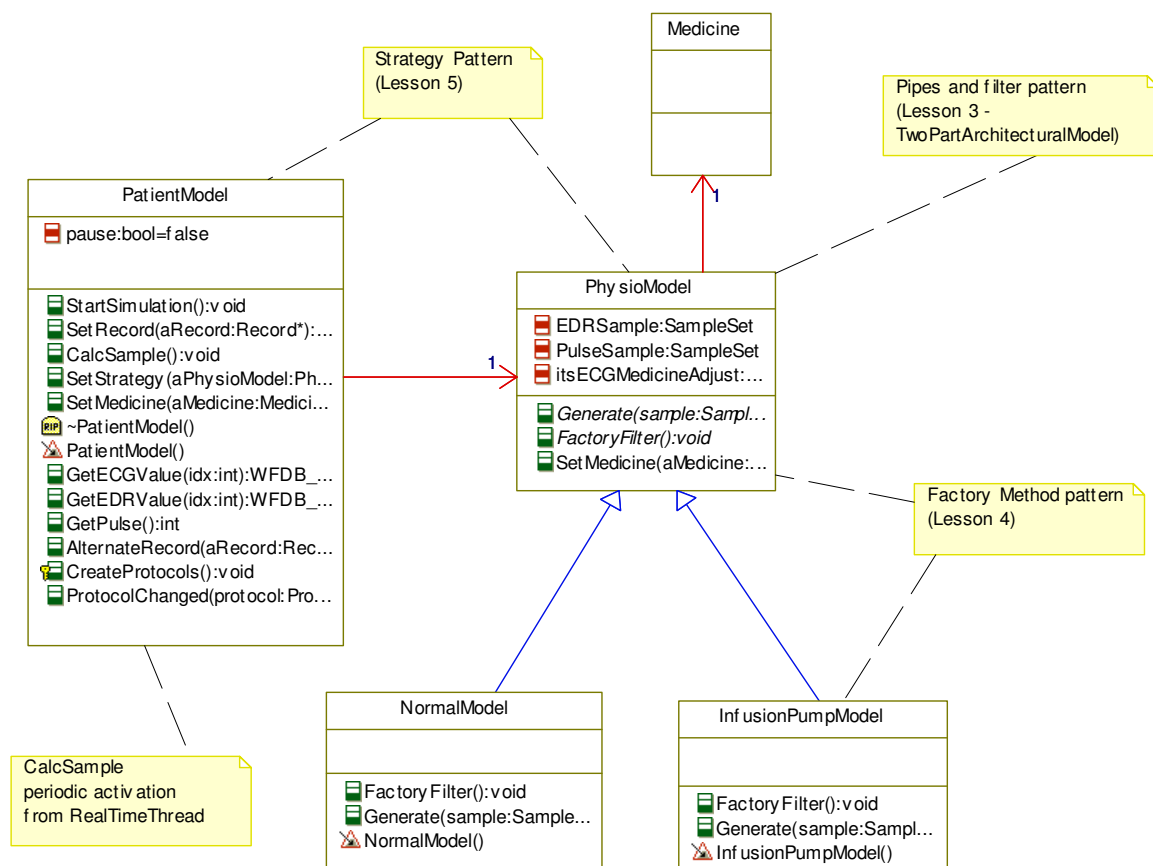 Medicine
Strategy Pattern
(Lesson 5)
Pipes and filter pattern
(Lesson 3 -
TwoPartArchitecturalModel)
PatientModel
pause:bool=false
StartSimulation():void
SetRecord(aRecord:Record*):...
CalcSample():void
SetStrategy(aPhysioModel:Ph...
SetMedicine(aMedicine:Medici...
RIP ~PatientModel()
PatientModel()
GetECGValue(idx:int):WFDB_...
GetEDRValue(idx:int):WFDB_...
GetPulse():int
AlternateRecord(aRecord:Rec...
CreateProtocols():void
ProtocolChanged(protocol:Pro...
1
1
PhysioModel
EDRSample:SampleSet
PulseSample:SampleSet
itsECGMedicineAdjust:...
Generate(sample:Sampl...
FactoryFilter():void
SetMedicine(aMedicine:...
Factory Method pattern
(Lesson 4)
NormalModel
FactoryFilter():void
Generate(sample:Sample...
NormalModel()
InfusionPumpModel
FactoryFilter():void
Generate(sample:Sampl...
InfusionPumpModel()
CalcSample
periodic activation
from RealTimeThread